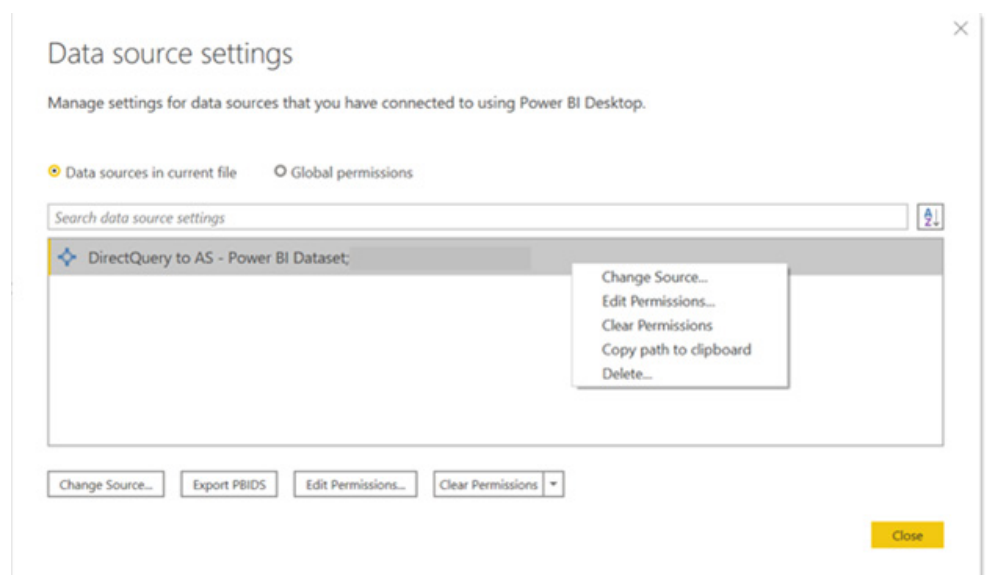 Data source settings
Manage settings for data sources that you have connected to using Power BI Desktop.
Data sources in current file
Global permissions
Search data source settings
A
Z
DirectQuery to AS - Power BI Dataset;
Change Source...
Edit Permissions...
Clear Permissions
Copy path to clipboard
Delete...
Change Source...
Export PBIDS
Edit Permissions...
Clear Permissions
Close